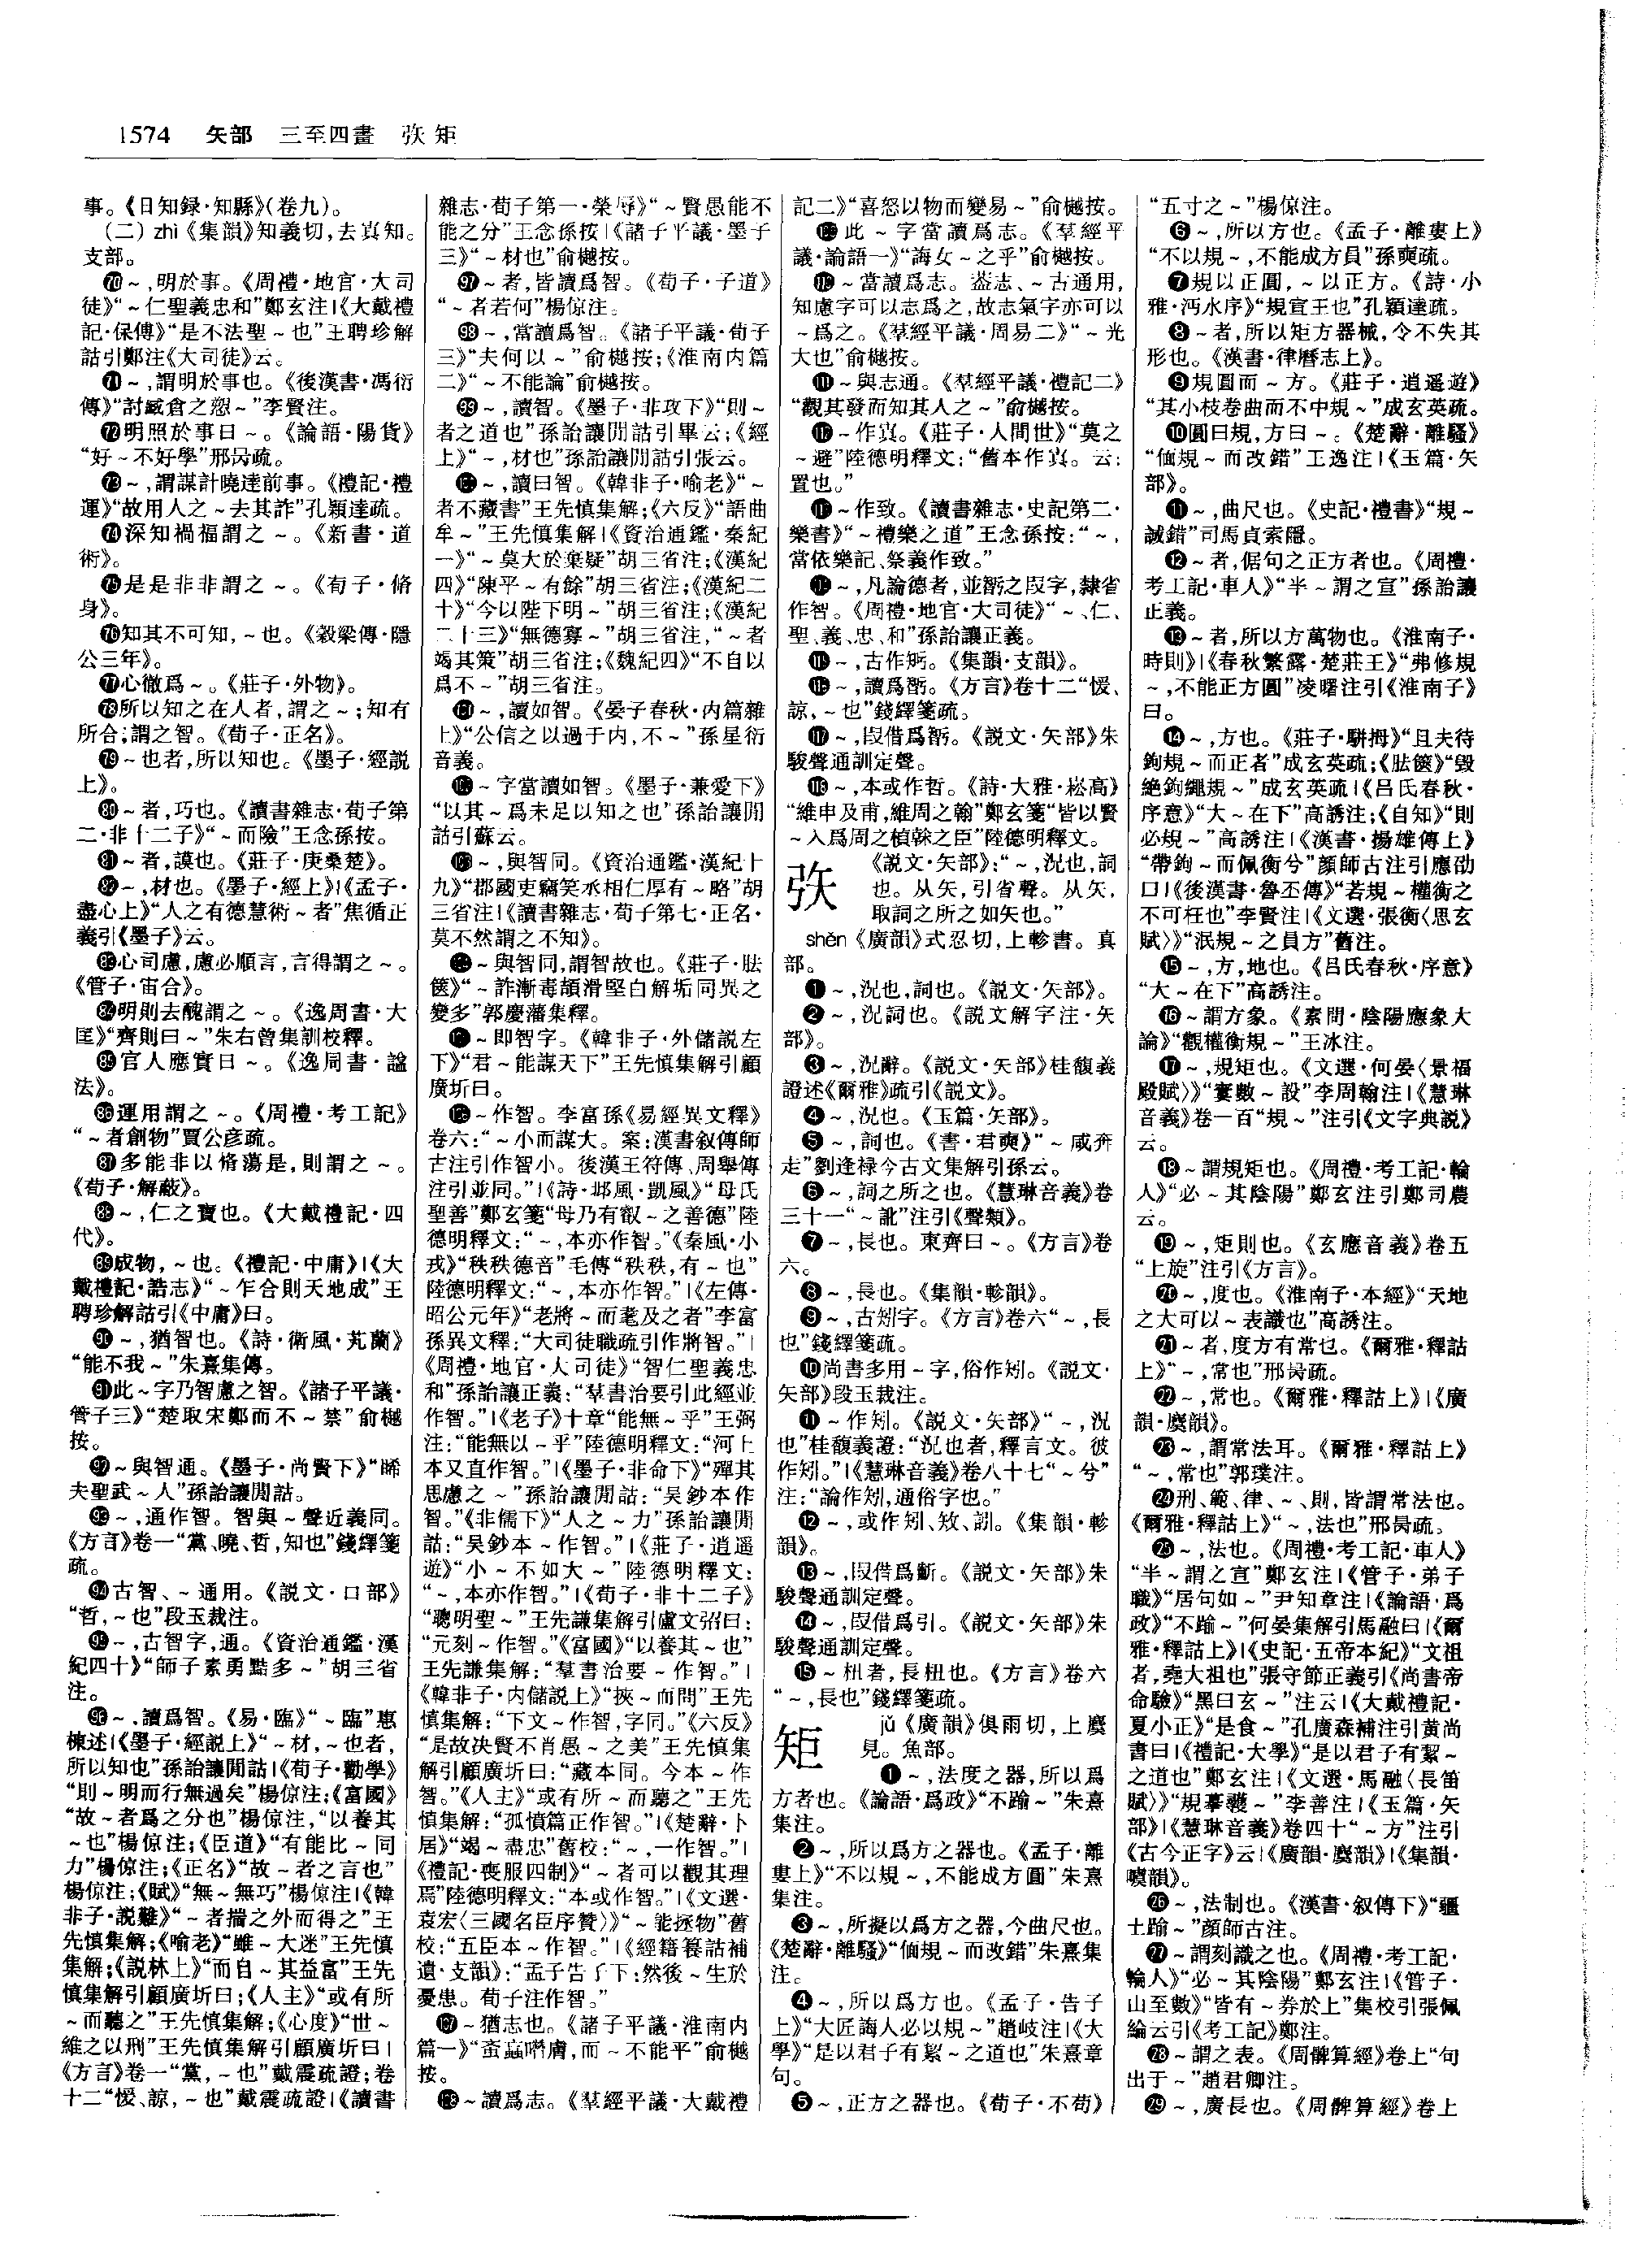 1574 矢部 三至四畫 矤 矩
事。《日知録·知縣》(卷九)。
(二) zhì《集韻》知義切,去寘知。
支部。
⑦⓪~,明於事。《周禮·地官·大司
徒》“~仁聖義忠和”鄭玄注|《大戴禮
記·保傅》“是不法聖~也”王聘珍解
詁引鄭注《大司徒》云。
⑦①~,謂明於事也。《後漢書·馮衍
傳》“討臧倉之愬~”李賢注。
⑦②明照於事曰~。《論語·陽貨》
“好~不好學”邢昺疏。
⑦③~,謂謀計曉達前事。《禮記·禮
運》“故用人之~去其詐”孔穎達疏。
⑦④深知禍福謂之~。《新書·道
術》。
⑦⑤是是非非謂之~。《荀子·脩
身》。
⑦⑥知其不可知,~也。《穀梁傳·隱
公三年》。
⑦⑦心徹爲~。《莊子·外物》。
⑦⑧所以知之在人者,謂之~;知有
所合,謂之智。《荀子·正名》。
⑦⑨~也者,所以知也。《墨子·經説
上》。
⑧⓪~者,巧也。《讀書雜志·荀子第
二·非十二子》“~而險”王念孫按。
⑧①~者,謨也。《莊子·庚桑楚》。
⑧②~,材也。《墨子·經上》|《孟子·
盡心上》“人之有德慧術~者”焦循正
義引《墨子》云。
⑧③心司慮,慮必順言,言得謂之~。
《管子·宙合》。
⑧④明則去醜謂之~。《逸周書·大
匡》“齊則曰~”朱右曾集訓校釋。
⑧⑤官人應實曰~。《逸周書·謚
法》。
⑧⑥運用謂之~。《周禮·考工記》
“~者創物”賈公彦疏。
⑧⑦多能非以脩蕩是,則謂之~。
《荀子·解蔽》。
⑧⑧~,仁之實也。《大戴禮記·四
代》。
⑧⑨成物,~也。《禮記·中庸》|《大
戴禮記·誥志》“~仁合則天地成”王
聘珍解詁引《中庸》曰。
⑨⓪~,猶智也。《詩·衛風·芄蘭》
“能不我~”朱熹集傳。
⑨①此~字乃智慮之智。《諸子平議·
管子三》“楚取宋鄭而不~禁”俞樾
按。
⑨②~與智通。《墨子·尚賢下》“晞
夫聖武~人”孫詒讓閒詁。
⑨③~,通作智。智與~聲近義同。
《方言》卷一“黨、曉、哲,知也”錢繹箋
疏。
⑨④古智、~通用。《説文·口部》
“哲,~也”段玉裁注。
⑨⑤~,古智字,通。《資治通鑑·漢
紀四十》“師子素勇黠多~”胡三省
注。
⑨⑥~,讀爲智。《易·臨》“~臨”惠
棟述|《墨子·經説上》“~材,~也者,
所以知也”孫詒讓閒詁|《荀子·勸學》
“則~明而行無過矣”楊倞注;《富國》
“故~者爲之分也”楊倞注,“以養其
~也”楊倞注;《臣道》“有能比~同
力”楊倞注;《正名》“故~者之言也”
楊倞注;《賦》“無~無巧”楊倞注|《韓
非子·説難》“~者揣之外而得之”王
先慎集解;《喻老》“雖~大迷”王先慎
集解;《説林上》“而自~其益富”王先
慎集解引顧廣圻曰;《人主》“或有所
~而聽之”王先慎集解;《心度》“世~
維之以刑”王先慎集解引顧廣圻曰|
《方言》卷一“黨,~也”戴震疏證;卷
十二“愋、諒,~也”戴震疏證|《讀書
雜志·荀子第一·榮辱》“~賢愚能不
能之分”王念孫按|《諸子平議·墨子
三》“~材也”俞樾按。
⑨⑦~者,皆讀爲智。《荀子·子道》
“~者若何”楊倞注。
⑨⑧~,當讀爲智。《諸子平議·荀子
三》“夫何以~”俞樾按;《淮南内篇
二》“~不能論”俞樾按。
⑨⑨~,讀智。《墨子·非攻下》“則~
者之道也”孫詒讓閒詁引畢云;《經
上》“~,材也”孫詒讓閒詁引張云。
~,讀曰智。《韓非子·喻老》“~
者不藏書”王先慎集解;《六反》“語曲
牟~”王先慎集解|《資治通鑑·秦紀
一》“~莫大於棄疑”胡三省注;《漢紀
四》“陳平~有餘”胡三省注;《漢紀二
十》“今以陛下明~”胡三省注;《漢紀
二十三》“無德寡~”胡三省注,“~者
竭其策”胡三省注;《魏紀四》“不自以
爲不~”胡三省注。
~,讀如智。《晏子春秋·内篇雜
上》“公信之以過于内,不~”孫星衍
音義。
~字當讀如智。《墨子·兼愛下》
“以其~爲未足以知之也”孫詒讓閒
詁引蘇云。
~,與智同。《資治通鑑·漢紀十
九》“郡國吏竊笑丞相仁厚有~略”胡
三省注|《讀書雜志·荀子第七·正名·
莫不然謂之不知》。
~與智同,謂智故也。《莊子·胠
篋》“~詐漸毒頡滑堅白解垢同異之
變多”郭慶藩集釋。
~即智字。《韓非子·外儲説左
下》“君~能謀天下”王先慎集解引顧
廣圻曰。
~作智。李富孫《易經異文釋》
卷六:“~小而謀大。案:漢書叙傳師
古注引作智小。後漢王符傳、周舉傳
注引並同。”|《詩·邶風·凱風》“母氏
聖善”鄭玄箋“母乃有叡~之善德”陸
德明釋文:“~,本亦作智。”《秦風·小
戎》“秩秩德音”毛傳“秩秩,有~也”
陸德明釋文:“~,本亦作智。”|《左傳·
昭公元年》“老將~而耄及之者”李富
孫異文釋:“大司徒職疏引作將智。”|
《周禮·地官·大司徒》“智仁聖義忠
和”孫詒讓正義:“羣書治要引此經並
作智。”|《老子》十章“能無~乎”王弼
注:“能無以~乎”陸德明釋文:“河上
本又直作智。”|《墨子·非命下》“殫其
思慮之~”孫詒讓閒詁:“吴鈔本作
智。”《非儒下》“人之~力”孫詒讓閒
詁:“吴鈔本~作智。”|《莊子·逍遥
遊》“小~不如大~”陸德明釋文:
“~,本亦作智。”|《荀子·非十二子》
“聰明聖~”王先謙集解引盧文弨曰:
“元刻~作智。”《富國》“以養其~也”
王先謙集解:“羣書治要~作智。”|
《韓非子·内儲説上》“挾~而問”王先
慎集解:“下文~作智,字同。”《六反》
“是故決賢不肖愚~之美”王先慎集
解引顧廣圻曰:“藏本同。今本~作
智。”《人主》“或有所~而聽之”王先
慎集解:“孤憤篇正作智。”|《楚辭·卜
居》“竭~盡忠”舊校:“~,一作智。”|
《禮記·喪服四制》“~者可以觀其理
焉”陸德明釋文:“本或作智。”|《文選·
袁宏〈三國名臣序贊〉》“~能拯物”舊
校:“五臣本~作智。”|《經籍籑詁補
遺·支韻》:“孟子告子下:然後~生於
憂患。荀子注作智。”
~猶志也。《諸子平議·淮南内
篇一》“蚉蝱噆膚,而~不能平”俞樾
按。
~讀爲志。《羣經平議·大戴禮
記二》“喜怒以物而變易~”俞樾按。
此~字當讀爲志。《羣經平
議·論語一》“誨女~之乎”俞樾按。
~當讀爲志。盗志、~古通用,
知慮字可以志爲之,故志氣字亦可以
~爲之。《羣經平議·周易二》“~光
大也”俞樾按。
~與志通。《羣經平議·禮記二》
“觀其發而知其人之~”俞樾按。
~作寘。《莊子·人間世》“莫之
~避”陸德明釋文:“舊本作寘。云:
置也。”
~作致。《讀書雜志·史記第二·
樂書》“~禮樂之道”王念孫按:“~,
當依樂記、祭義作致。”
~,凡論德者,並𣉻之叚字,隸省
作智。《周禮·地官·大司徒》“~、仁、
聖、義、忠、和”孫詒讓正義。
~,古作𥎿。《集韻·支韻》。
~,讀爲𣉻。《方言》卷十二“愋、
諒,~也”錢繹箋疏。
~,叚借爲𣉻。《説文·矢部》朱
駿聲通訓定聲。
~,本或作哲。《詩·大雅·崧高》
“維申及甫,維周之翰”鄭玄箋“皆以賢
~入爲周之楨榦之臣”陸德明釋文。
矤
《説文·矢部》:“~,況也,詞
也。从矢,引省聲。从矢,
取詞之所之如矢也。”
shěn《廣韻》式忍切,上軫書。真
部。
❶~,況也,詞也。《説文·矢部》。
❷~,況詞也。《説文解字注·矢
部》。
❸~,況辭。《説文·矢部》桂馥義
證述《爾雅》疏引《説文》。
❹~,況也。《玉篇·矢部》。
❺~,詞也。《書·君奭》“~咸奔
走”劉逢禄今古文集解引孫云。
❻~,詞之所之也。《慧琳音義》卷
三十一“~訿”注引《聲類》。
❼~,長也。東齊曰~。《方言》卷
六。
❽~,長也。《集韻·軫韻》。
❾~,古矧字。《方言》卷六“~,長
也”錢繹箋疏。
❿尚書多用~字,俗作矧。《説文·
矢部》段玉裁注。
⓫~作矧。《説文·矢部》“~,況
也”桂馥義證:“況也者,釋言文。彼
作矧。”|《慧琳音義》卷八十七“~兮”
注:“論作矧,通俗字也。”
⓬~,或作矧、㰟、訠。《集韻·軫
韻》。
⓭~,叚借爲斷。《説文·矢部》朱
駿聲通訓定聲。
⓮~,叚借爲引。《説文·矢部》朱
駿聲通訓定聲。
⓯~杻者,長杻也。《方言》卷六
“~,長也”錢繹箋疏。
矩
jǔ《廣韻》俱雨切,上麌
見。魚部。
❶~,法度之器,所以爲
方者也。《論語·爲政》“不踰~”朱熹
集注。
❷~,所以爲方之器也。《孟子·離
婁上》“不以規~,不能成方圓”朱熹
集注。
❸~,所擬以爲方之器,今曲尺也。
《楚辭·離騷》“偭規~而改錯”朱熹集
注。
❹~,所以爲方也。《孟子·告子
上》“大匠誨人必以規~”趙岐注|《大
學》“是以君子有絜~之道也”朱熹章
句。
❺~,正方之器也。《荀子·不苟》
“五寸之~”楊倞注。
❻~,所以方也。《孟子·離婁上》
“不以規~,不能成方員”孫奭疏。
❼規以正圓,~以正方。《詩·小
雅·沔水序》“規宣王也”孔穎達疏。
❽~者,所以矩方器械,令不失其
形也。《漢書·律曆志上》。
❾規圓而~方。《莊子·逍遥遊》
“其小枝卷曲而不中規~”成玄英疏。
❿圓曰規,方曰~。《楚辭·離騷》
“偭規~而改錯”王逸注|《玉篇·矢
部》。
⓫~,曲尺也。《史記·禮書》“規~
誠錯”司馬貞索隱。
⓬~者,倨句之正方者也。《周禮·
考工記·車人》“半~謂之宣”孫詒讓
正義。
⓭~者,所以方萬物也。《淮南子·
時則》|《春秋繁露·楚莊王》“弗修規
~,不能正方圓”凌曙注引《淮南子》
曰。
⓮~,方也。《莊子·駢拇》“且夫待
鉤規~而正者”成玄英疏;《胠篋》“毁
絶鉤繩規~”成玄英疏|《吕氏春秋·
序意》“大~在下”高誘注;《自知》“則
必規~”高誘注|《漢書·揚雄傳上》
“帶鉤~而佩衡兮”顔師古注引應劭
曰|《後漢書·魯丕傳》“若規~權衡之
不可枉也”李賢注|《文選·張衡〈思玄
賦〉》“泯規~之員方”舊注。
⓯~,方,地也。《吕氏春秋·序意》
“大~在下”高誘注。
⓰~謂方象。《素問·陰陽應象大
論》“觀權衡規~”王冰注。
⓱~,規矩也。《文選·何晏〈景福
殿賦〉》“寠數~設”李周翰注|《慧琳
音義》卷一百“規~”注引《文字典説》
云。
⓲~謂規矩也。《周禮·考工記·輪
人》“必~其陰陽”鄭玄注引鄭司農
云。
⓳~,矩則也。《玄應音義》卷五
“上旋”注引《方言》。
⓴~,度也。《淮南子·本經》“天地
之大可以~表識也”高誘注。
㉑~者,度方有常也。《爾雅·釋詁
上》“~,常也”邢昺疏。
㉒~,常也。《爾雅·釋詁上》|《廣
韻·麌韻》。
㉓~,謂常法耳。《爾雅·釋詁上》
“~,常也”郭璞注。
㉔刑、範、律、~、則,皆謂常法也。
《爾雅·釋詁上》“~,法也”邢昺疏。
㉕~,法也。《周禮·考工記·車人》
“半~謂之宣”鄭玄注|《管子·弟子
職》“居句如~”尹知章注|《論語·爲
政》“不踰~”何晏集解引馬融曰|《爾
雅·釋詁上》|《史記·五帝本紀》“文祖
者,堯大祖也”張守節正義引《尚書帝
命驗》“黑曰玄~”注云|《大戴禮記·
夏小正》“是食~”孔廣森補注引黄尚
書曰|《禮記·大學》“是以君子有絜~
之道也”鄭玄注|《文選·馬融〈長笛
賦〉》“規摹彠~”李善注|《玉篇·矢
部》|《慧琳音義》卷四十“~方”注引
《古今正字》云|《廣韻·麌韻》|《集韻·
噳韻》。
㉖~,法制也。《漢書·叙傳下》“疆
土踰~”顔師古注。
㉗~謂刻識之也。《周禮·考工記·
輪人》“必~其陰陽”鄭玄注|《管子·
山至數》“皆有~券於上”集校引張佩
綸云引《考工記》鄭注。
㉘~謂之表。《周髀算經》卷上“句
出于~”趙君卿注。
㉙~,廣長也。《周髀算經》卷上